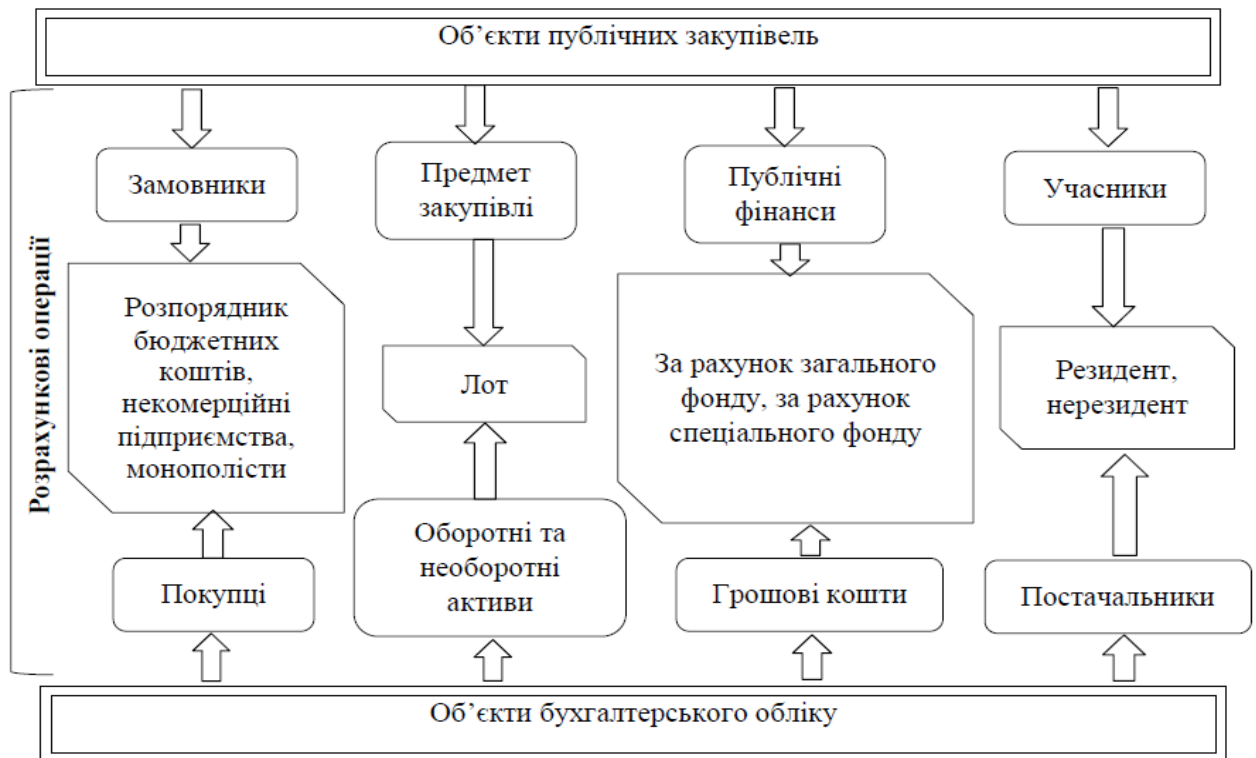 Об’єкти публічних закупівель
Розрахункові операції
Замовники
Предмет
закупівлі
Публічні
фінанси
Учасники
Розпорядник
бюджетних
коштів,
некомерційні
підприємства,
монополісти
Лот
За рахунок загального
фонду, за рахунок
спеціального фонду
Резидент,
нерезидент
Покупці
Оборотні та
необоротні
активи
Грошові кошти
Постачальники
Об’єкти бухгалтерського обліку